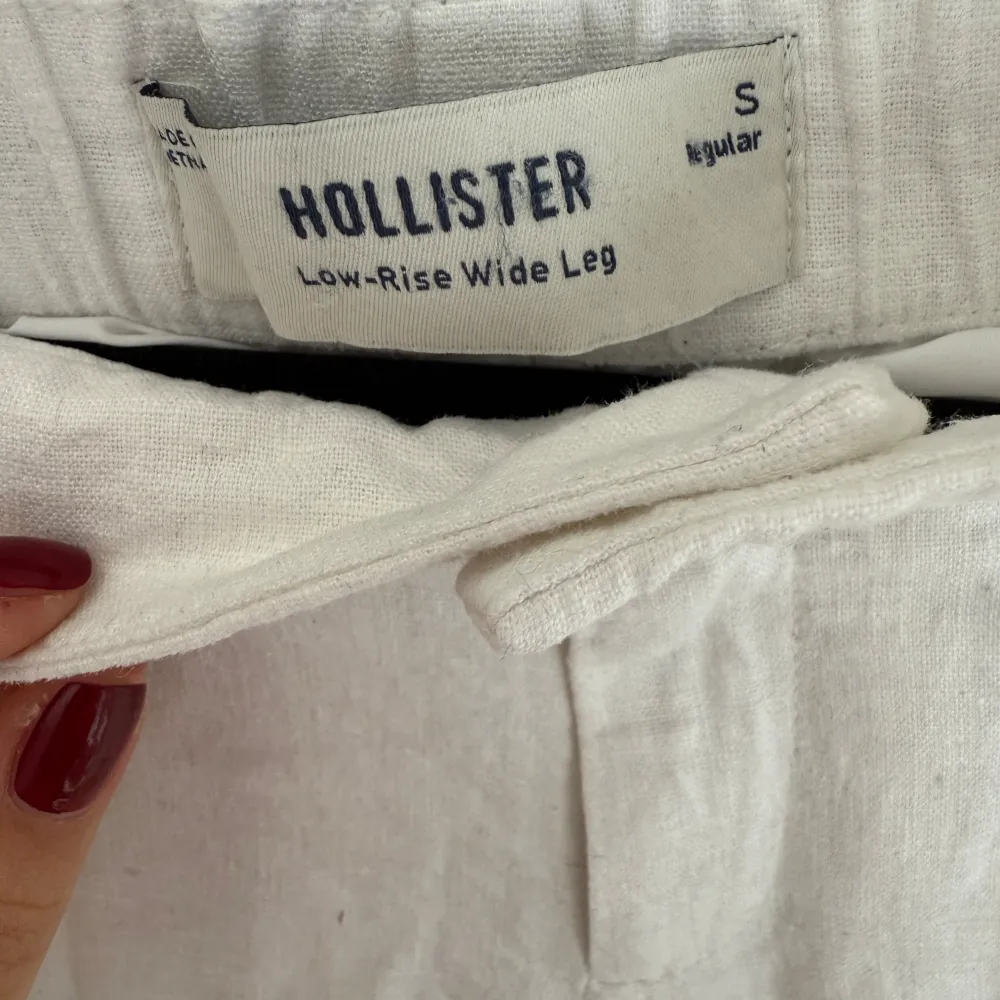 S
Regular
HOLLISTER
Low-Rise Wide Leg